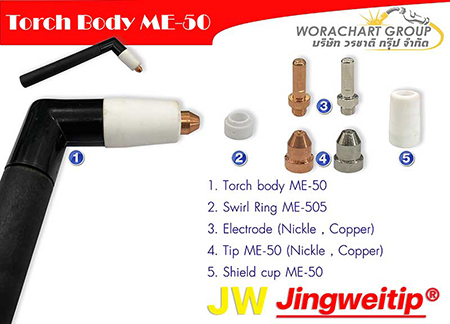 Torch Body ME-50
WORACHART GROUP
บริษัท วรชาติ กรุ๊ป จำกัด
1
2
3
4
5
1. Torch body ME-50
2. Swirl Ring ME-505
3. Electrode (Nickle , Copper)
4. Tip ME-50 (Nickle , Copper)
5. Shield cup ME-50
JW Jingweitip®